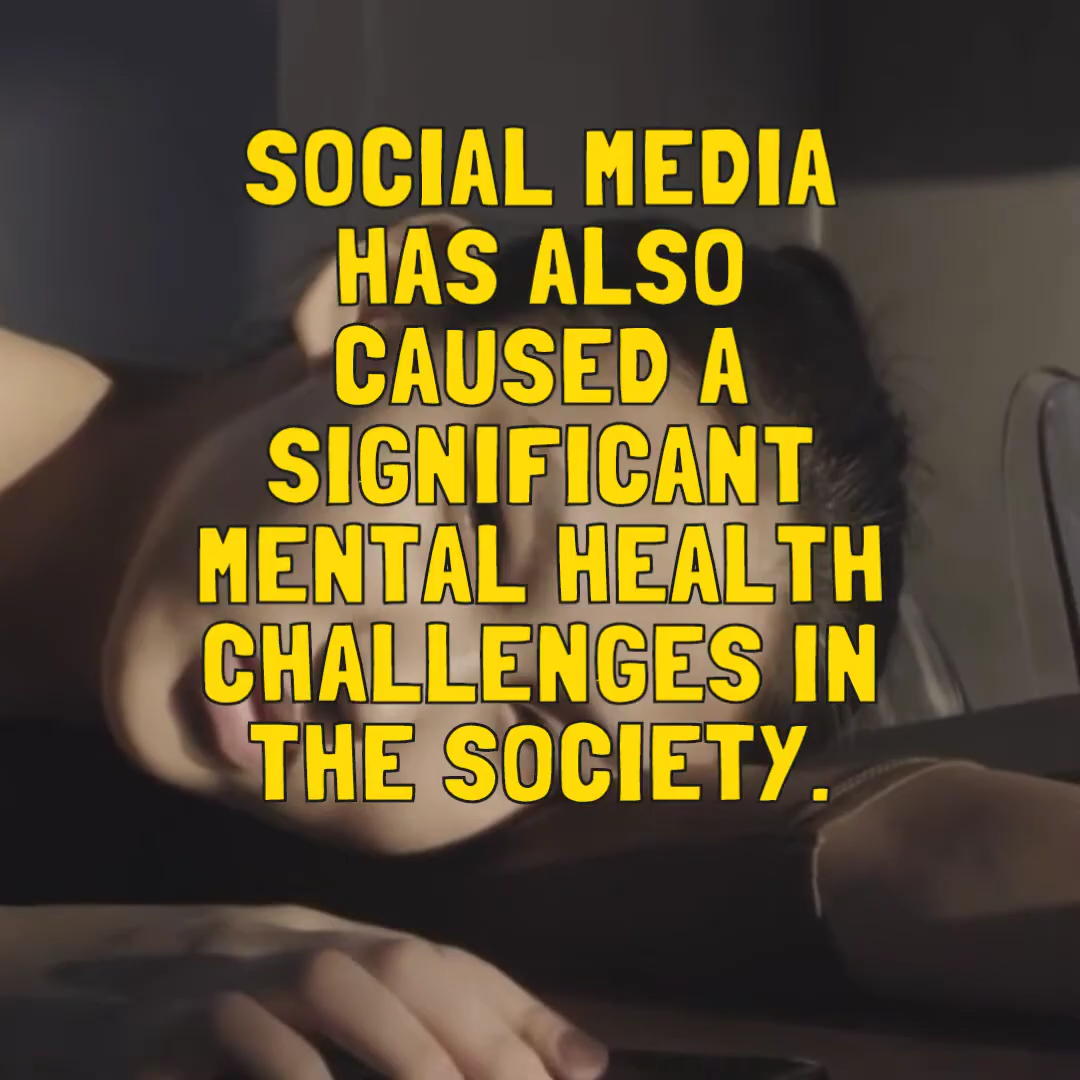 SOCIAL MEDIA
HAS ALSO
CAUSED A
SIGNIFICANT
MENTAL HEALTH
CHALLENGES IN
THE SOCIETY.